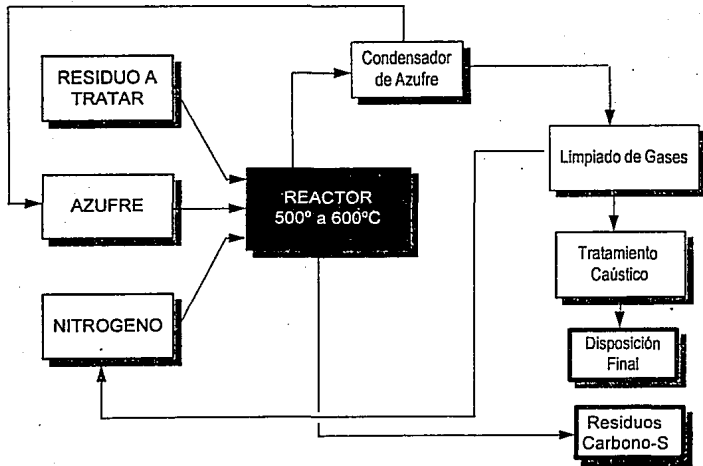 Condensador
de Azufre
RESIDUO A
TRATAR
Limpiado de Gases
REACTOR
500º a 600ºC
AZUFRE
Tratamiento
Caústico
NITROGENO
Disposición
Final
Residuos
Carbono-S